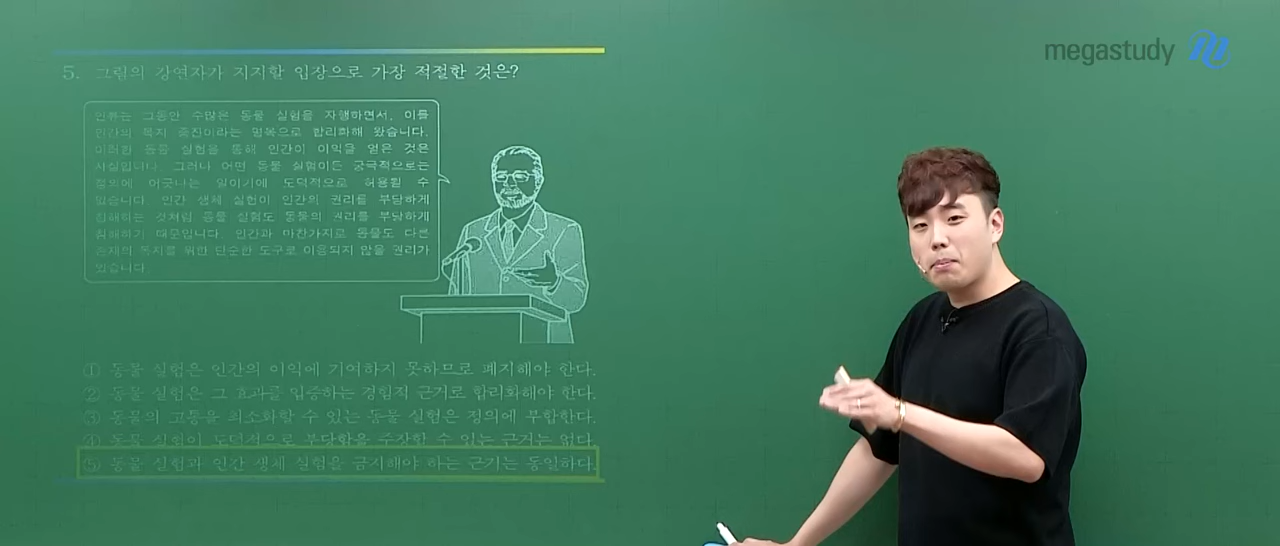 megastudy
5. 그림의 강연자가 지지할 입장으로 가장 적절한 것은?
인류는 그동안 수많은 동물 실험을 자행하면서, 이를
인간의 복지 증진이라는 명목으로 합리화해 왔습니다.
이러한 동물 실험을 통해 인간이 이익을 얻은 것은
사실입니다. 그러나 어떤 동물 실험이든 궁극적으로는
정의에 어긋나는 일이기에 도덕적으로 허용될 수
없습니다. 인간 생체 실험이 인간의 권리를 부당하게
침해하는 것처럼 동물 실험도 동물의 권리를 부당하게
침해하기 때문입니다. 인간과 마찬가지로 동물도 다른
존재의 복지를 위한 단순한 도구로 이용되지 않을 권리가
있습니다.
① 동물 실험은 인간의 이익에 기여하지 못하므로 폐지해야 한다.
② 동물 실험은 그 효과를 입증하는 경험적 근거로 합리화해야 한다.
③ 동물의 고통을 최소화할 수 있는 동물 실험은 정의에 부합한다.
④ 동물 실험이 도덕적으로 부당함을 주장할 수 있는 근거는 없다.
⑤ 동물 실험과 인간 생체 실험을 금지해야 하는 근거는 동일하다.